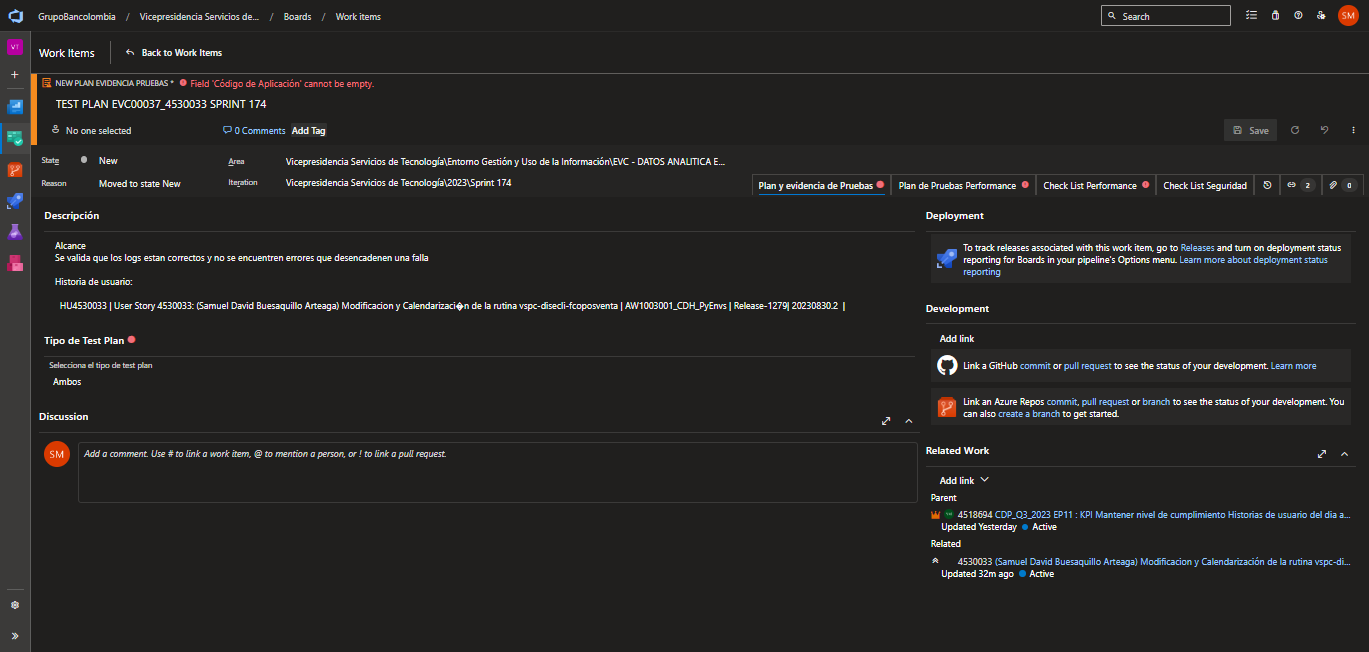 GrupoBancolombia / Vicepresidencia Servicios de... / Boards / Work items
Search
SM
VT
Work Items
Back to Work Items
NEW PLAN EVIDENCIA PRUEBAS * Field 'Código de Aplicación' cannot be empty.
TEST PLAN EVC00037_4530033 SPRINT 174
No one selected
0 Comments
Add Tag
Save
State
New
Area
Vicepresidencia Servicios de Tecnología\Entorno Gestión y Uso de la Información\EVC - DATOS ANALITICA E...
Reason
Moved to state New
Iteration
Vicepresidencia Servicios de Tecnología\2023\Sprint 174
Plan y evidencia de Pruebas
Plan de Pruebas Performance
Check List Performance
Check List Seguridad
2
0
Descripción
Alcance
Se valida que los logs estan correctos y no se encuentren errores que desencadenen una falla
Historia de usuario:
HU4530033 | User Story 4530033: (Samuel David Buesaquillo Arteaga) Modificacion y Calendarizaci�n de la rutina vspc-disecli-fcoposventa | AW1003001_CDH_PyEnvs | Release-1279| 20230830.2 |
Tipo de Test Plan
Selecciona el tipo de test plan
Ambos
Discussion
SM
Add a comment. Use # to link a work item, @ to mention a person, or ! to link a pull request.
Deployment
To track releases associated with this work item, go to Releases and turn on deployment status
reporting for Boards in your pipeline's Options menu. Learn more about deployment status
reporting
Development
Add link
Link a GitHub commit or pull request to see the status of your development. Learn more
Link an Azure Repos commit, pull request or branch to see the status of your development. You
can also create a branch to get started.
Related Work
Add link
Parent
4518694 CDP_Q3_2023 EP11 : KPI Mantener nivel de cumplimiento Historias de usuario del dia a...
Updated Yesterday Active
Related
4530033 (Samuel David Buesaquillo Arteaga) Modificacion y Calendarización de la rutina vspc-di...
Updated 32m ago Active